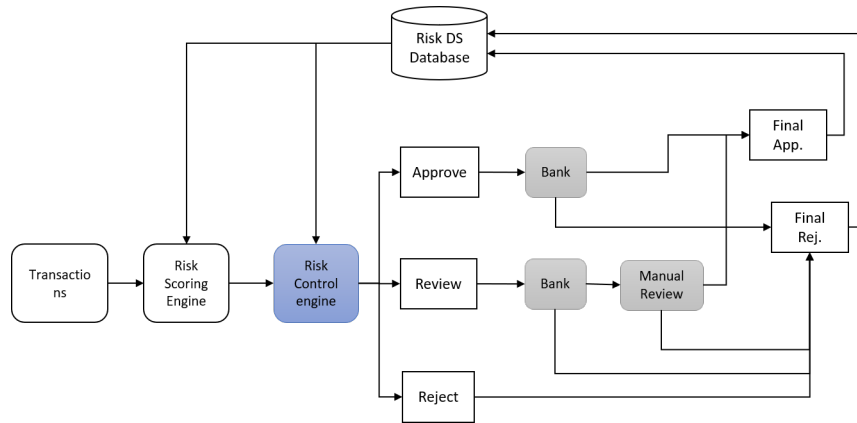 Risk DS
Database
Final
App.
Approve
Bank
Final
Rej.
Transactio
ns
Risk
Scoring
Engine
Risk
Control
engine
Review
Bank
Manual
Review
Reject